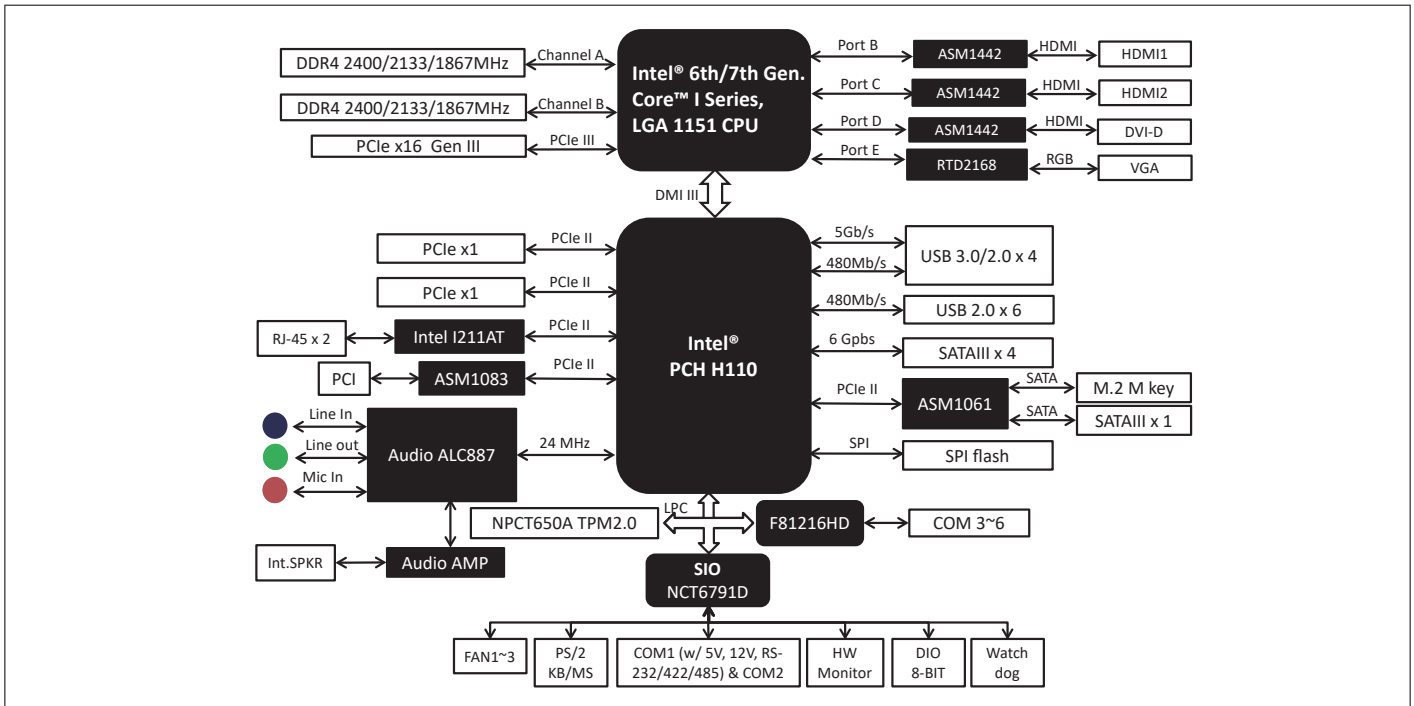 DDR4 2400/2133/1867MHz
Channel A
DDR4 2400/2133/1867MHz
Channel B
PCIe x16 Gen III
PCIe III
Intel® 6th/7th Gen.
Core™ I Series,
LGA 1151 CPU
Port B
ASM1442
HDMI
HDMI1
Port C
ASM1442
HDMI
HDMI2
Port D
ASM1442
HDMI
DVI-D
Port E
RTD2168
RGB
VGA
DMI III
PCIe x1
PCIe II
PCIe x1
PCIe II
RJ-45 x 2
Intel I211AT
PCIe II
PCI
ASM1083
PCIe II
Line In
Line out
Mic In
Audio ALC887
24 MHz
Int.SPKR
Audio AMP
Intel®
PCH H110
5Gb/s
480Mb/s
USB 3.0/2.0 x 4
480Mb/s
USB 2.0 x 6
6 Gpbs
SATAIII x 4
PCIe II
ASM1061
SATA
M.2 M key
SATA
SATAIII x 1
SPI
SPI flash
LPC
NPCT650A TPM2.0
F81216HD
COM 3~6
SIO
NCT6791D
FAN1~3
PS/2
KB/MS
COM1 (w/ 5V, 12V, RS-
232/422/485) & COM2
HW
Monitor
DIO
8-BIT
Watch
dog